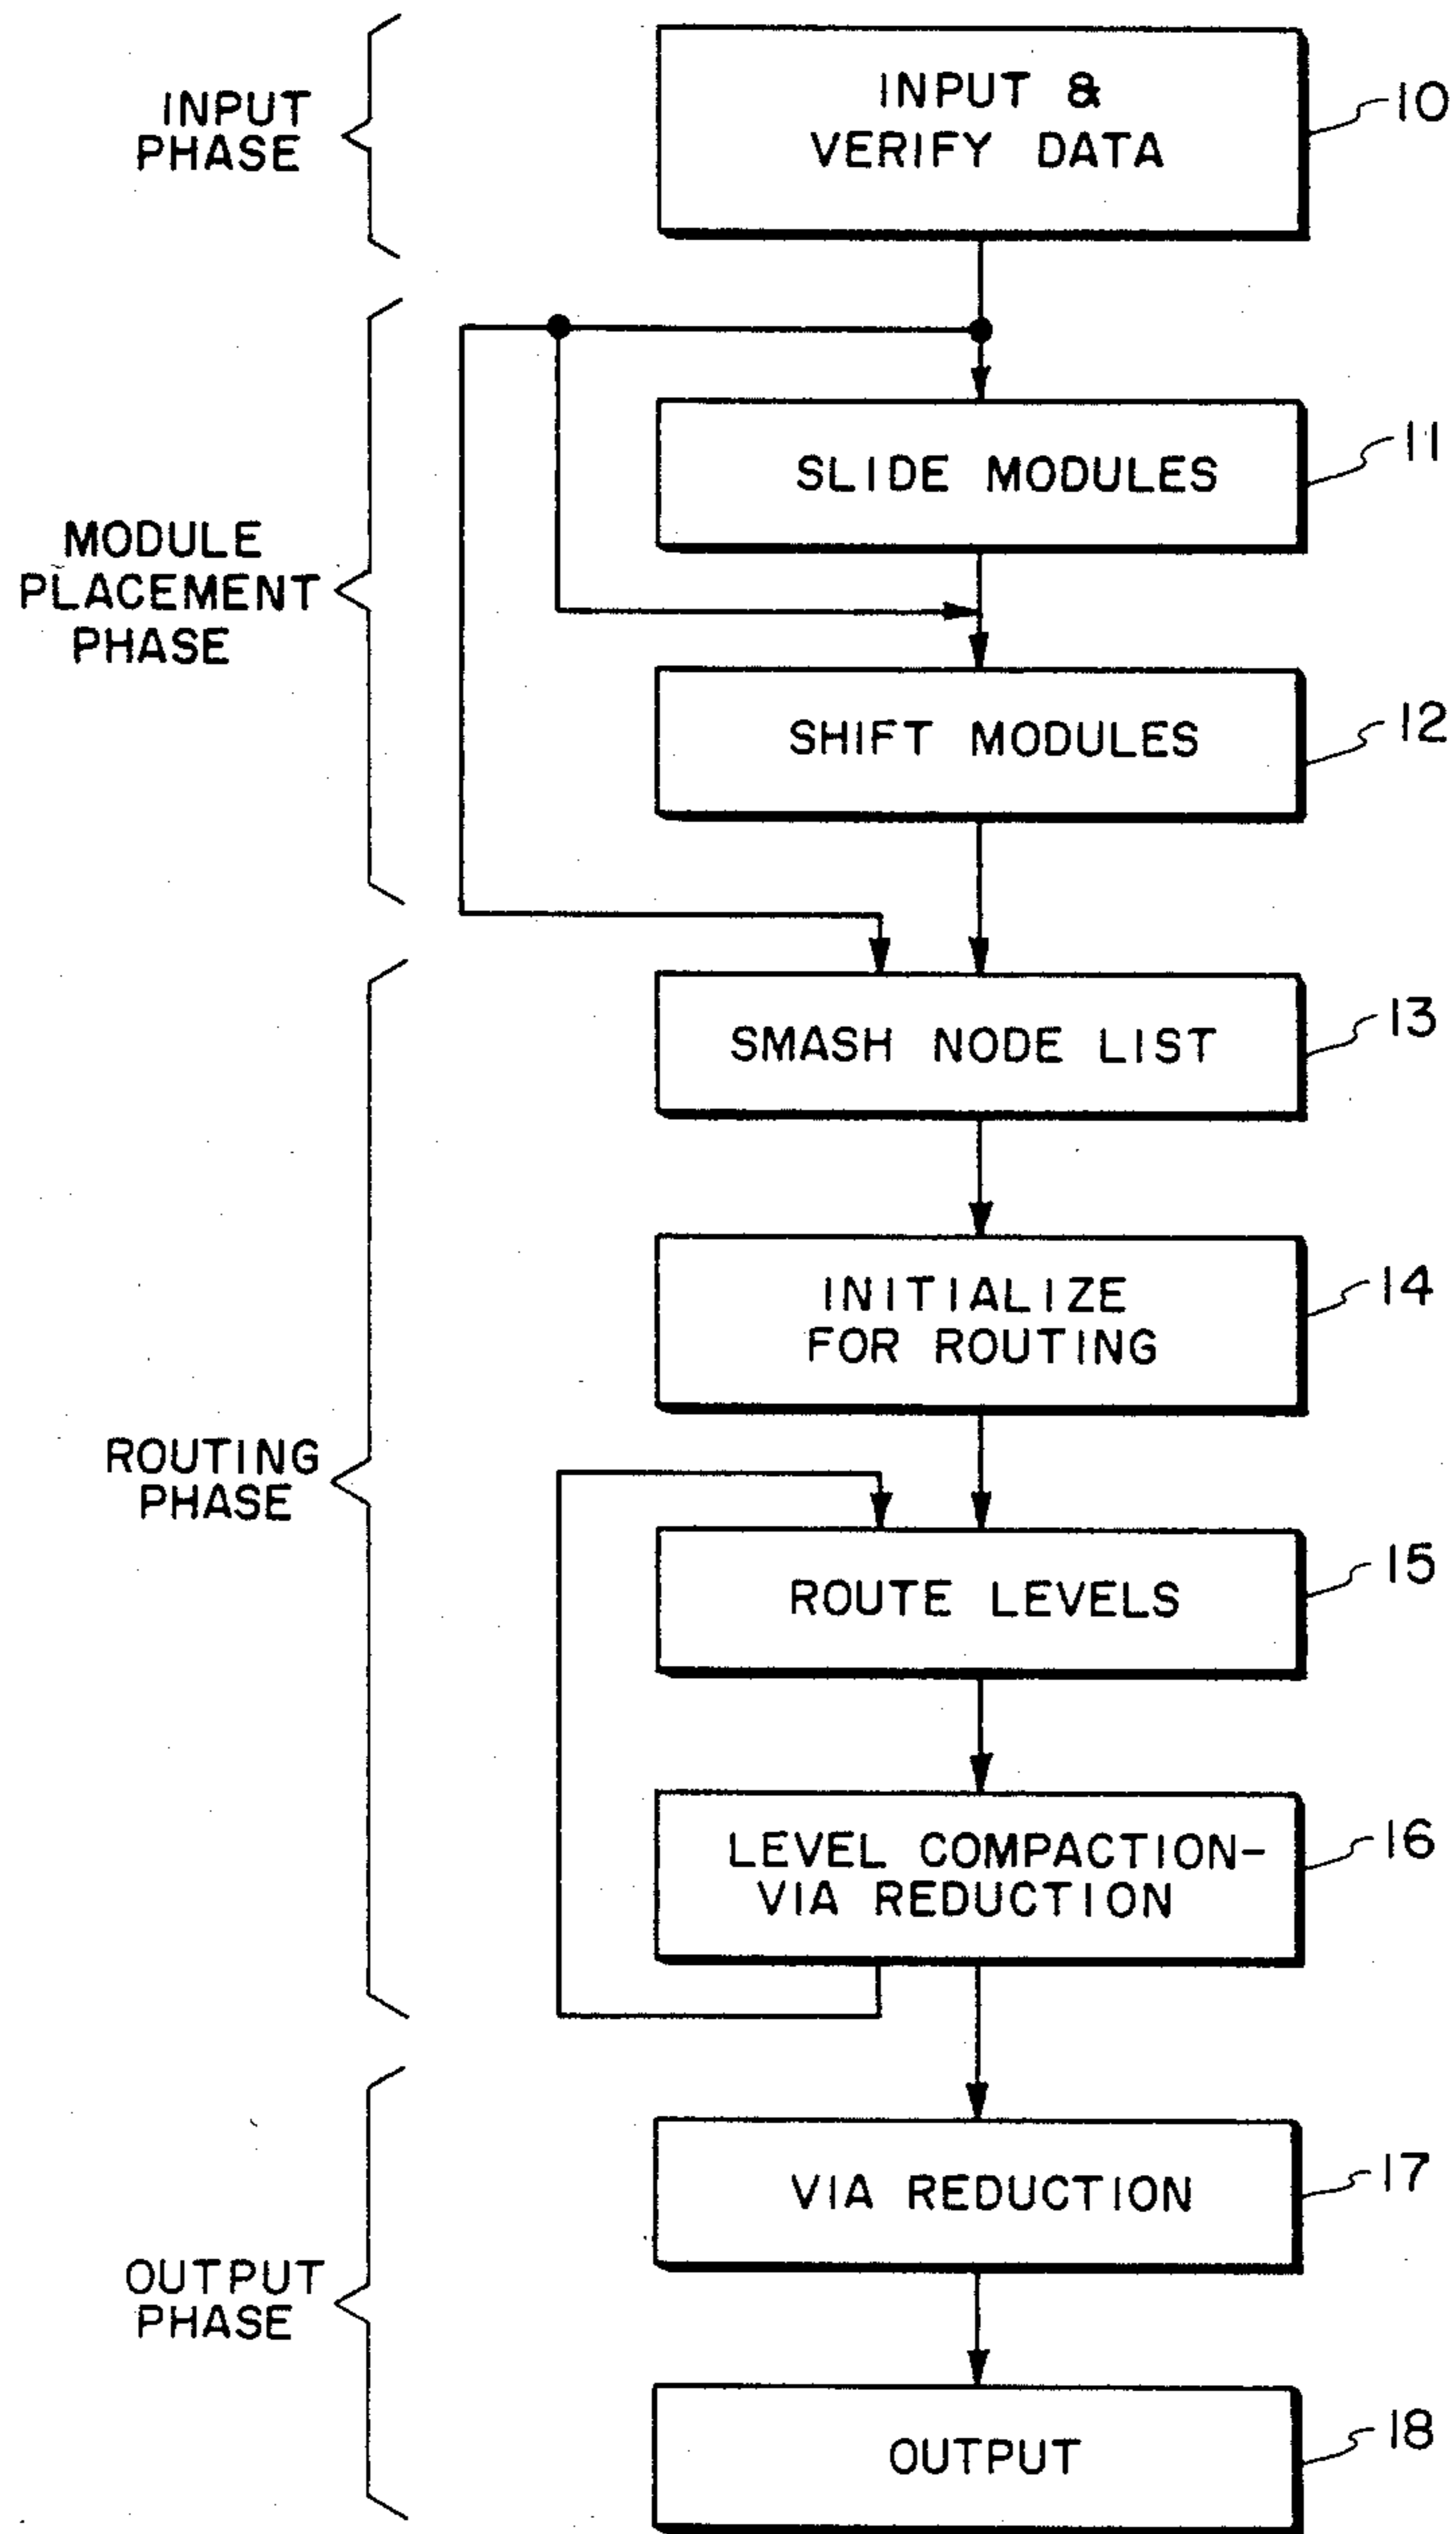 INPUT
PHASE
INPUT &
VERIFY DATA
10
MODULE
PLACEMENT
PHASE
SLIDE MODULES
11
SHIFT MODULES
12
ROUTING
PHASE
SMASH NODE LIST
13
INITIALIZE
FOR ROUTING
14
ROUTE LEVELS
15
LEVEL COMPACTION-
VIA REDUCTION
16
OUTPUT
PHASE
VIA REDUCTION
17
OUTPUT
18